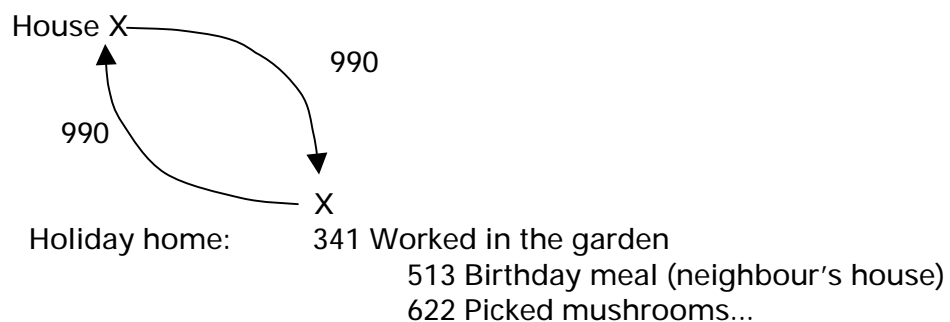 House X
990
990
X
Holiday home: 341 Worked in the garden
513 Birthday meal (neighbour's house)
622 Picked mushrooms...